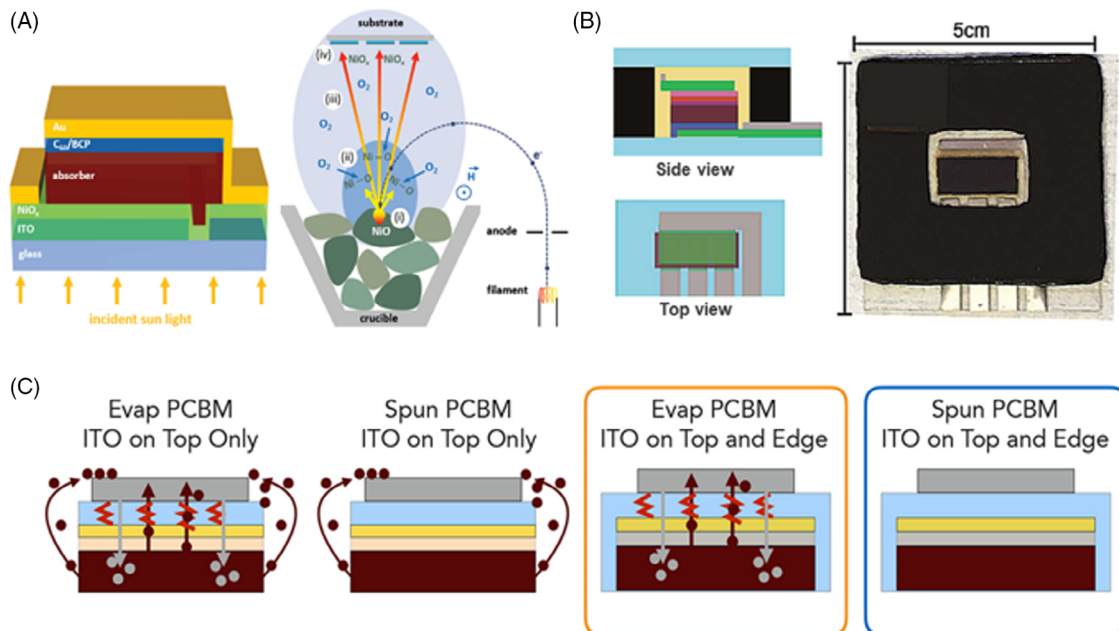 (A)
Au
C60/BCP
absorber
NiOx
ITO
glass
incident sun light
substrate
(iv)
NiOx
NiOx
O2
O2
(iii)
O2
O2
O2
(ii)
Ni–O
O2
Ni–O
Ni–O
O2
e-
H
(i)
NiO
anode
filament
crucible
(B)
Side view
Top view
5cm
(C)
Evap PCBM
ITO on Top Only
Spun PCBM
ITO on Top Only
Evap PCBM
ITO on Top and Edge
Spun PCBM
ITO on Top and Edge